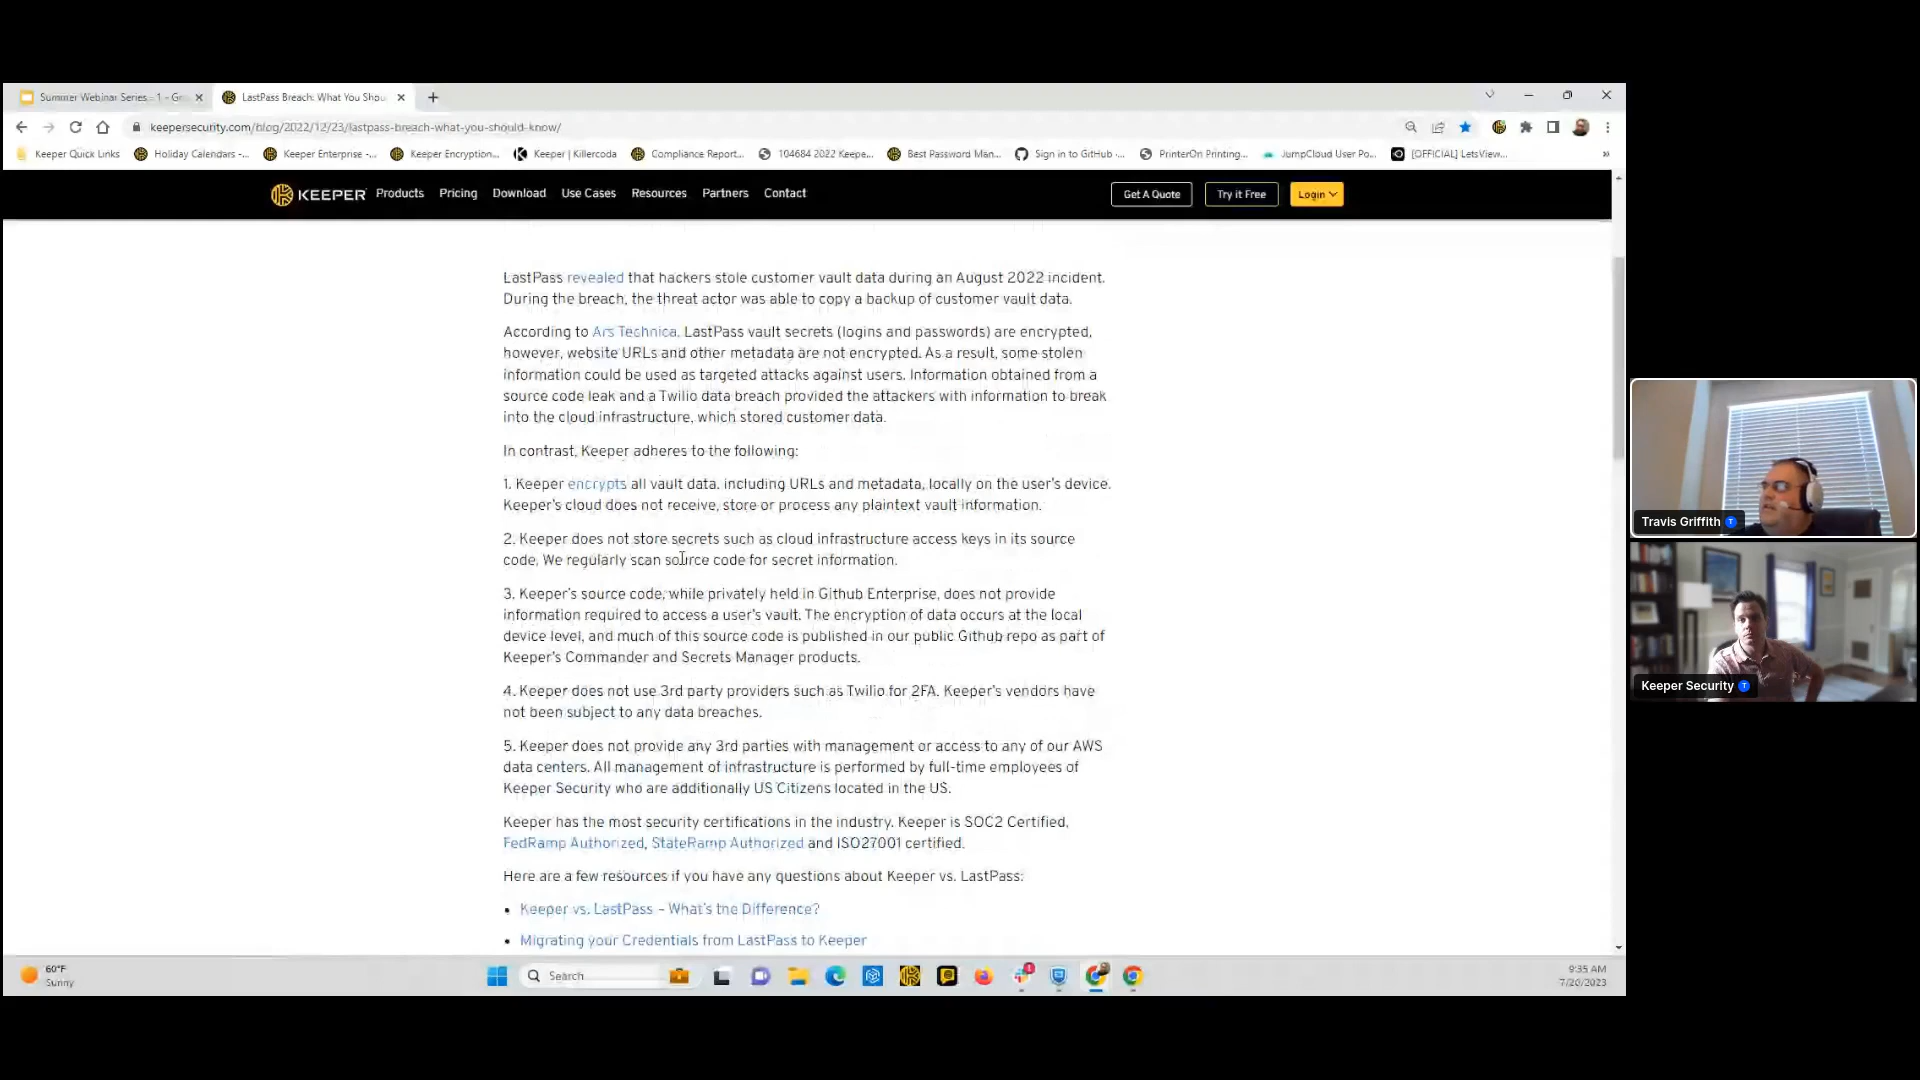 Summer Webinar Series - 1 - Gr
LastPass Breach: What You Shou
keepersecurity.com/blog/2022/12/23/lastpass-breach-what-you-should-know/
Keeper Quick Links
Holiday Calendars -...
Keeper Enterprise -...
Keeper Encryption...
Keeper | Killercoda
Compliance Report...
104684 2022 Keepe...
Best Password Man...
Sign in to GitHub ·...
PrinterOn Printing...
JumpCloud User Po...
[OFFICIAL] LetsView...
KEEPER
Products
Pricing
Download
Use Cases
Resources
Partners
Contact
Get A Quote
Try it Free
Login
LastPass revealed that hackers stole customer vault data during an August 2022 incident.
During the breach, the threat actor was able to copy a backup of customer vault data.
According to Ars Technica, LastPass vault secrets (logins and passwords) are encrypted,
however, website URLs and other metadata are not encrypted. As a result, some stolen
information could be used as targeted attacks against users. Information obtained from a
source code leak and a Twilio data breach provided the attackers with information to break
into the cloud infrastructure, which stored customer data.
In contrast, Keeper adheres to the following:
1. Keeper encrypts all vault data, including URLs and metadata, locally on the user's device.
Keeper's cloud does not receive, store or process any plaintext vault information.
2. Keeper does not store secrets such as cloud infrastructure access keys in its source
code. We regularly scan source code for secret information.
3. Keeper's source code, while privately held in Github Enterprise, does not provide
information required to access a user's vault. The encryption of data occurs at the local
device level, and much of this source code is published in our public Github repo as part of
Keeper's Commander and Secrets Manager products.
4. Keeper does not use 3rd party providers such as Twilio for 2FA. Keeper's vendors have
not been subject to any data breaches.
5. Keeper does not provide any 3rd parties with management or access to any of our AWS
data centers. All management of infrastructure is performed by full-time employees of
Keeper Security who are additionally US Citizens located in the US.
Keeper has the most security certifications in the industry. Keeper is SOC2 Certified,
FedRamp Authorized, StateRamp Authorized and ISO27001 certified.
Here are a few resources if you have any questions about Keeper vs. LastPass:
• Keeper vs. LastPass – What's the Difference?
• Migrating your Credentials from LastPass to Keeper
Travis Griffith
Keeper Security
60°F
Sunny
Search
9:35 AM
7/20/2023